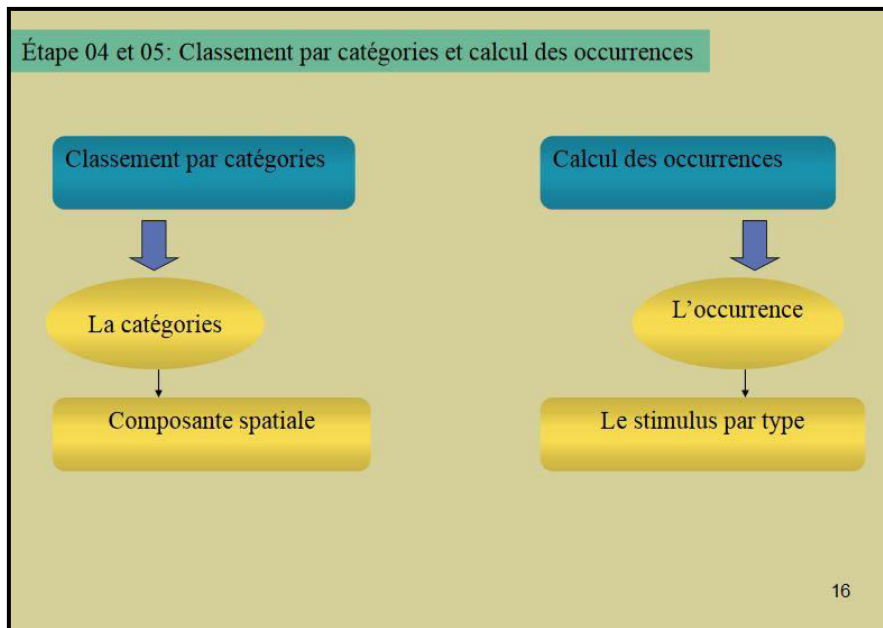 Étape 04 et 05: Classement par catégories et calcul des occurrences
Classement par catégories
Calcul des occurrences
La catégories
L’occurrence
Composante spatiale
Le stimulus par type
16